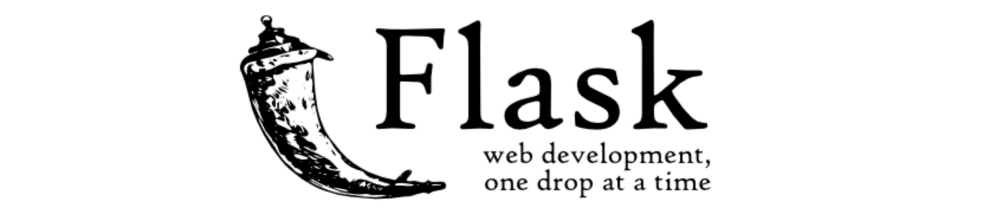 Flask
web development,
one drop at a time